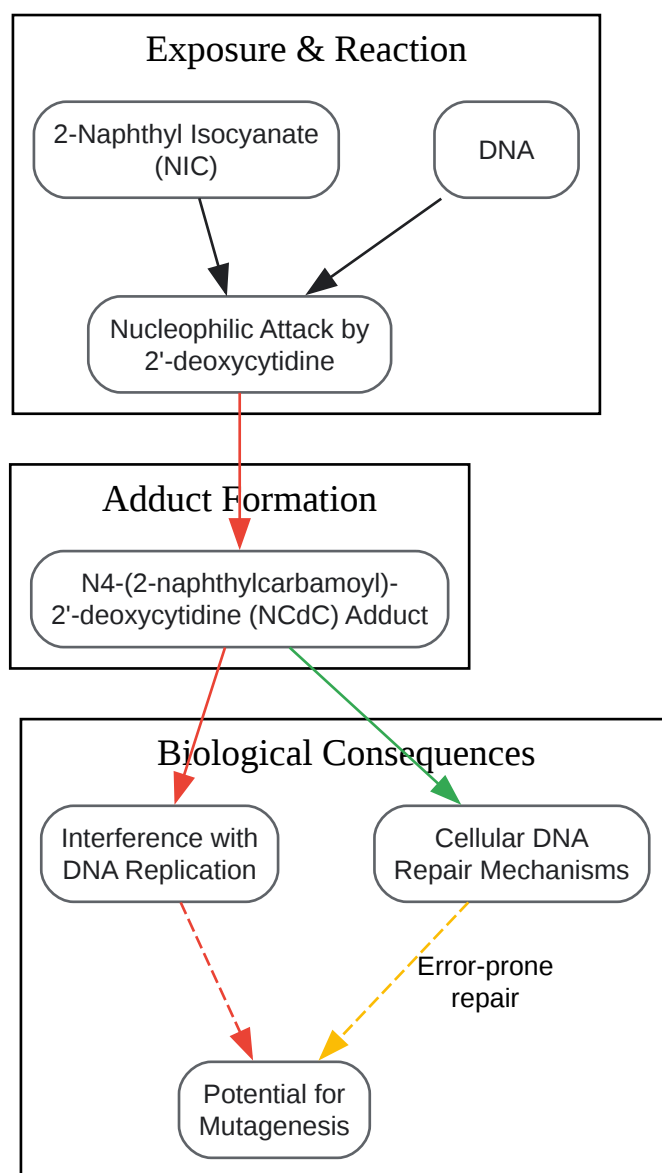 Exposure & Reaction
2-Naphthyl Isocyanate
(NIC)
DNA
Nucleophilic Attack by
2'-deoxycytidine
Adduct Formation
N4-(2-naphthylcarbamoyl)-
2'-deoxycytidine (NCdC) Adduct
Biological Consequences
Interference with
DNA Replication
Cellular DNA
Repair Mechanisms
Error-prone
repair
Potential for
Mutagenesis